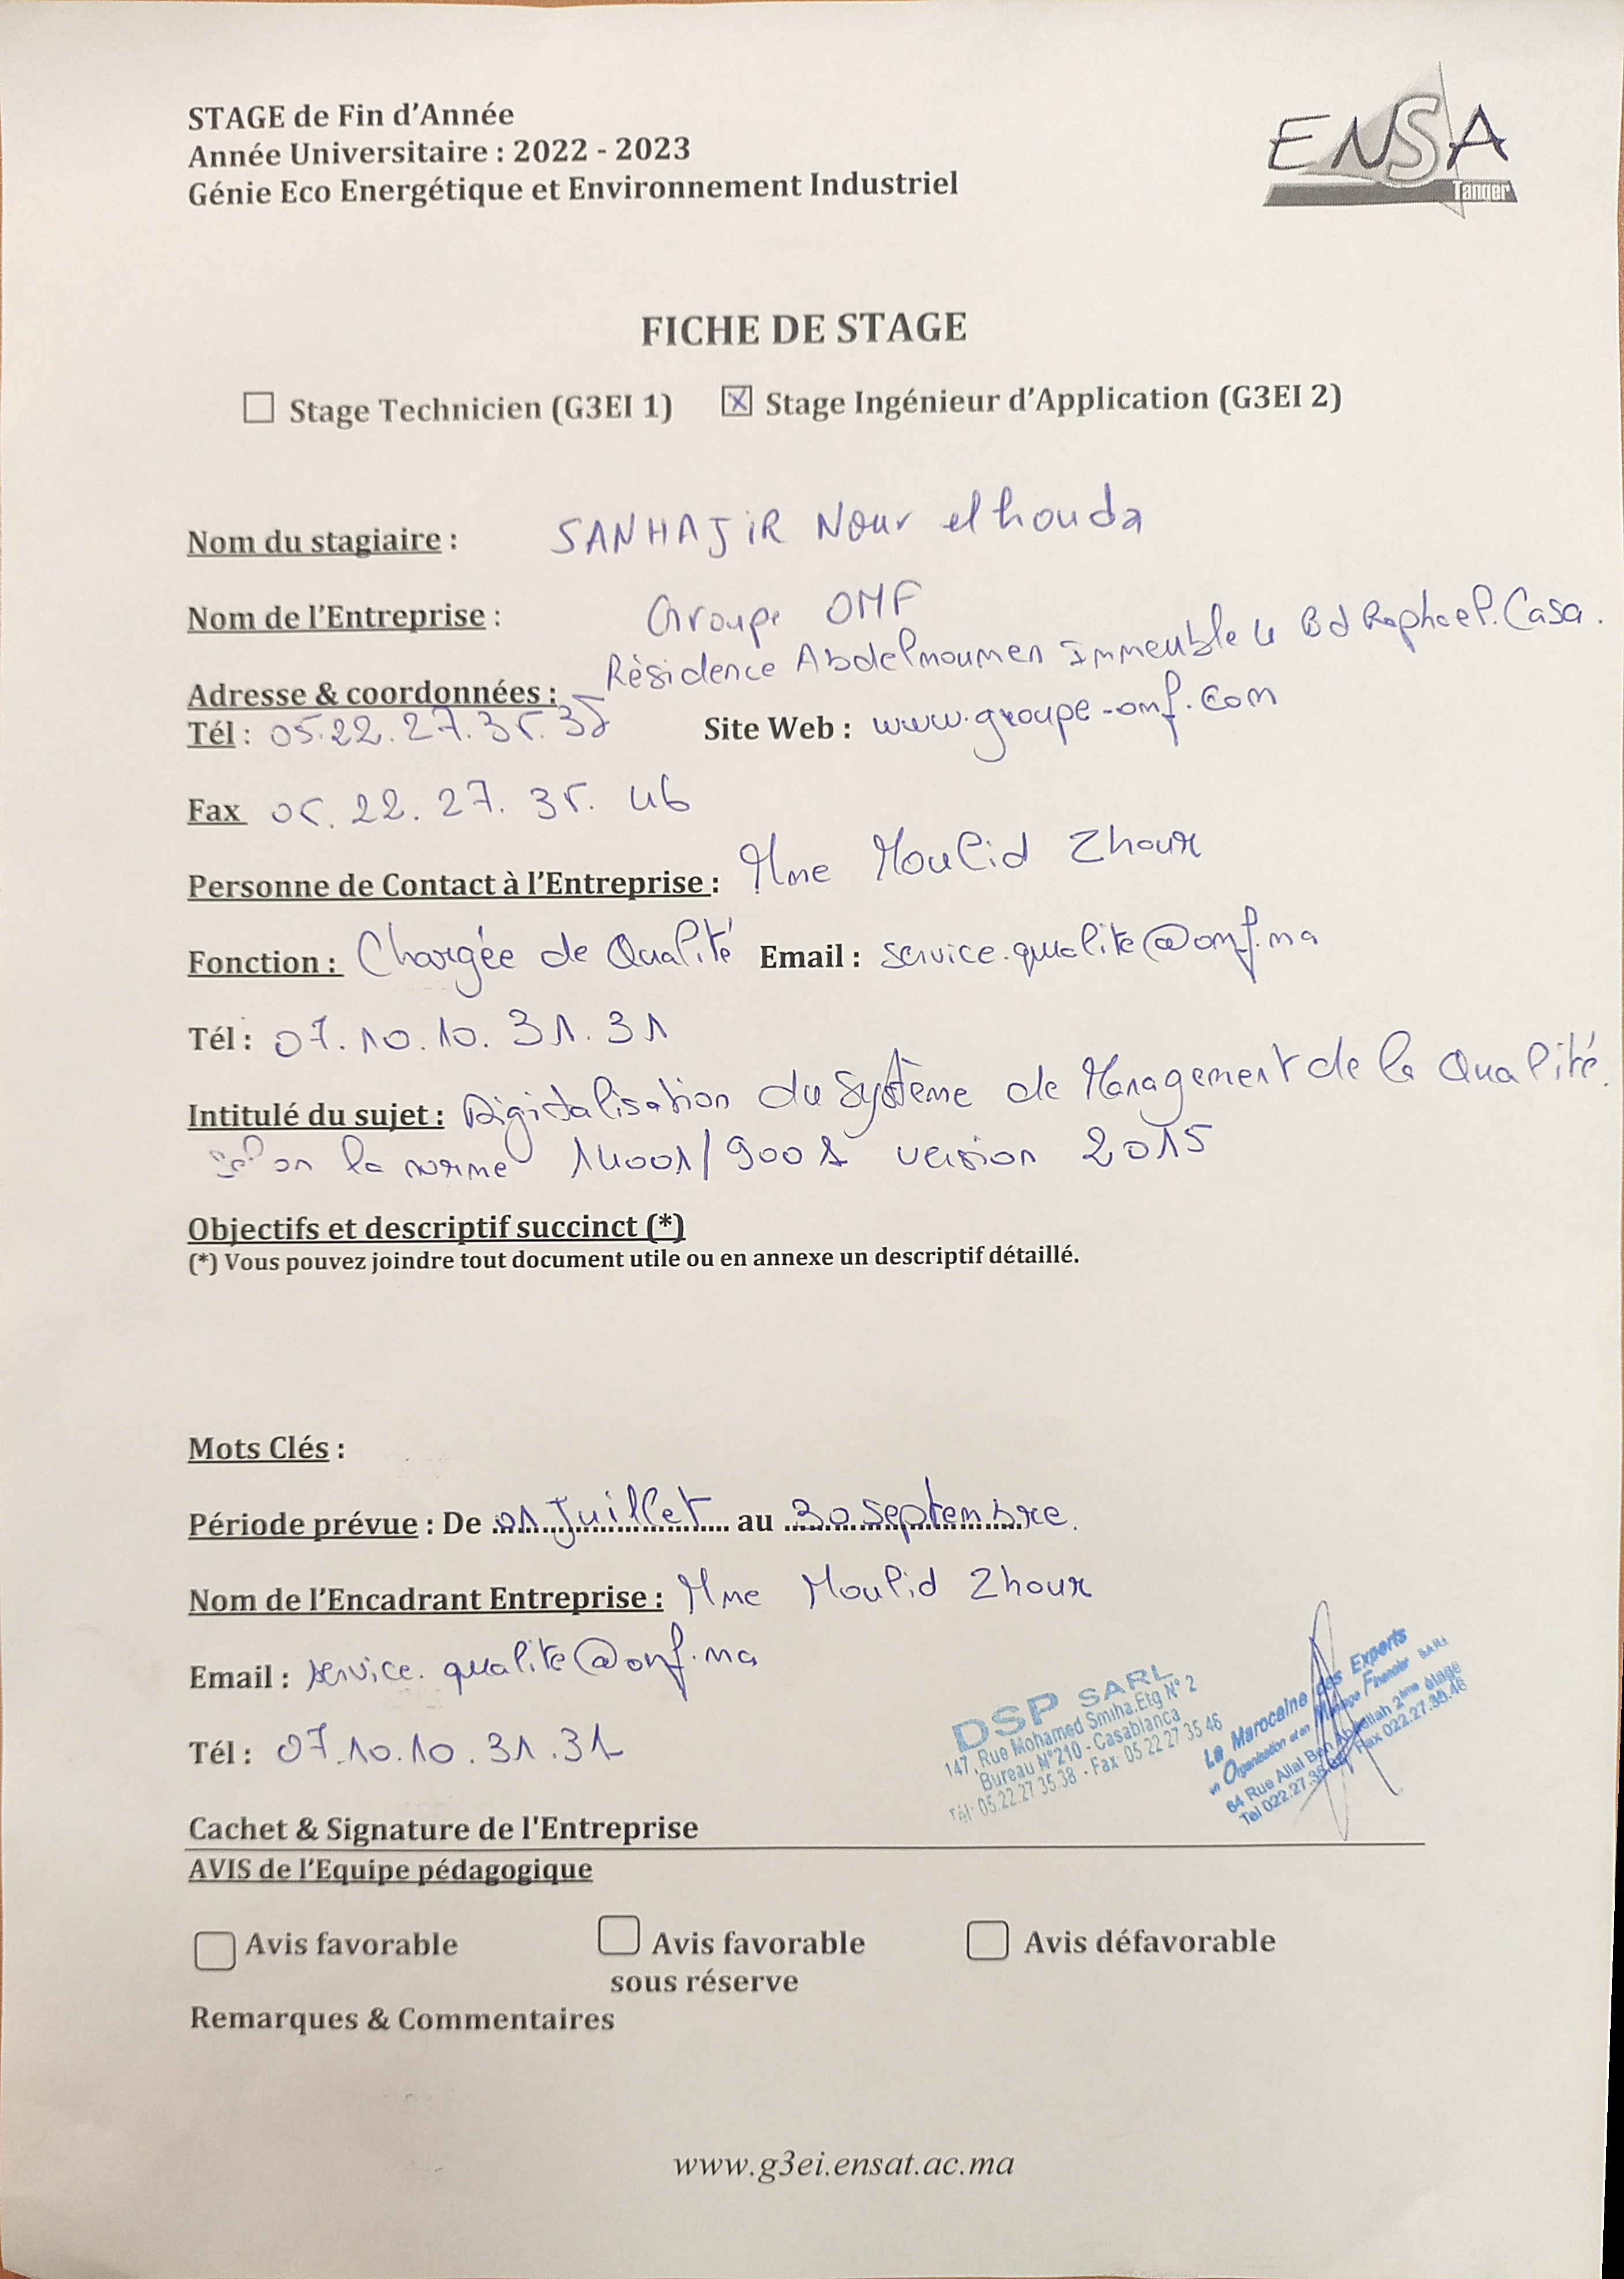 STAGE de Fin d'Année
Année Universitaire : 2022 - 2023
Génie Eco Energétique et Environnement Industriel
ENSA
Tanger
FICHE DE STAGE
Stage Technicien (G3EI 1) X Stage Ingénieur d'Application (G3EI 2)
Nom du stagiaire : SANHAJIR Nour elhouda
Nom de l'Entreprise : Groupe OMF
Adresse & coordonnées : Résidence Abdelmoumen Immeuble 4 Bd Raphael. Casa.
Tél : 05.22.27.35.35 Site Web : www.groupe-omf.com
Fax 05.22.27.35.46
Personne de Contact à l'Entreprise : Mme Moulid Zhour
Fonction : Chargée de Qualité Email : service.qualite@omf.ma
Tél : 07.10.10.31.31
Intitulé du sujet : Digitalisation du Système de Management de la Qualité
selon la norme 14001/9001 version 2015
Objectifs et descriptif succinct (*)
(*) Vous pouvez joindre tout document utile ou en annexe un descriptif détaillé.
Mots Clés :
Période prévue : De 01 Juillet au 30 Septembre.
Nom de l'Encadrant Entreprise : Mme Moulid Zhour
Email : service.qualite@omf.ma
Tél : 07.10.10.31.31
DSP SARL
147, Rue Mohamed Smiha.Etg N° 2
Bureau N°210 - Casablanca
Tél: 05.22.27 35 38 - Fax: 05 22 27 35 46
La Marocaine des Experts
en Organisation et en Financier SARL
64 Rue Allal Ben Abdellah 2ème étage
Tel 022.27.35 Fax 022.27.35.46
Cachet & Signature de l'Entreprise
AVIS de l'Equipe pédagogique
Avis favorable Avis favorable Avis défavorable
sous réserve
Remarques & Commentaires
www.g3ei.ensat.ac.ma